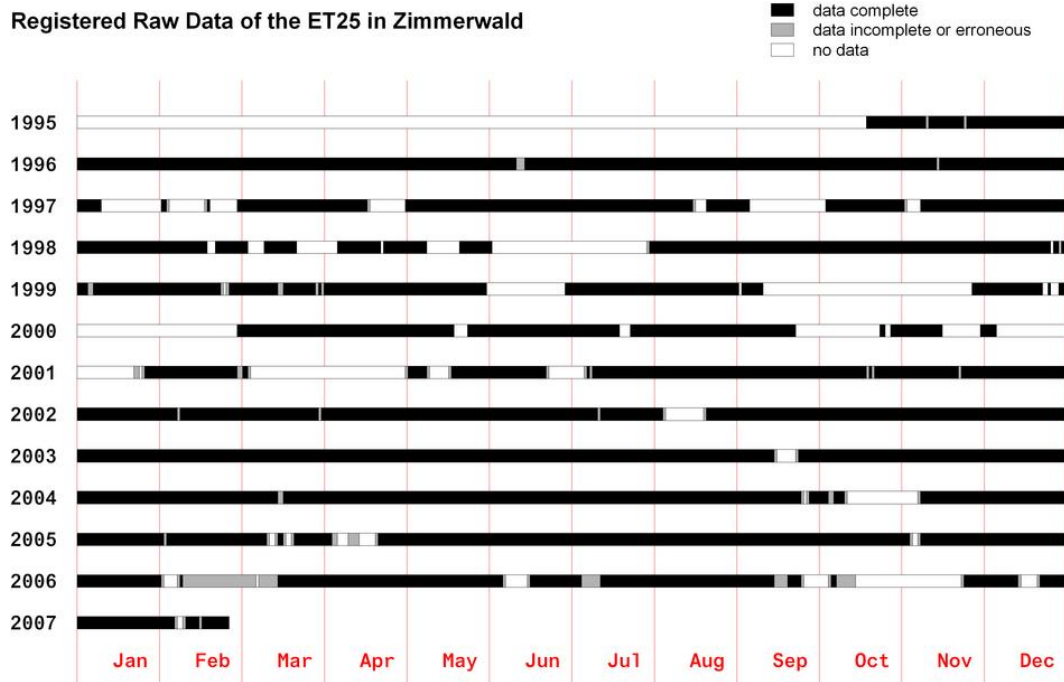 Registered Raw Data of the ET25 in Zimmerwald
data complete
data incomplete or erroneous
no data
1995
1996
1997
1998
1999
2000
2001
2002
2003
2004
2005
2006
2007
Jan Feb Mar Apr May Jun Jul Aug Sep Oct Nov Dec